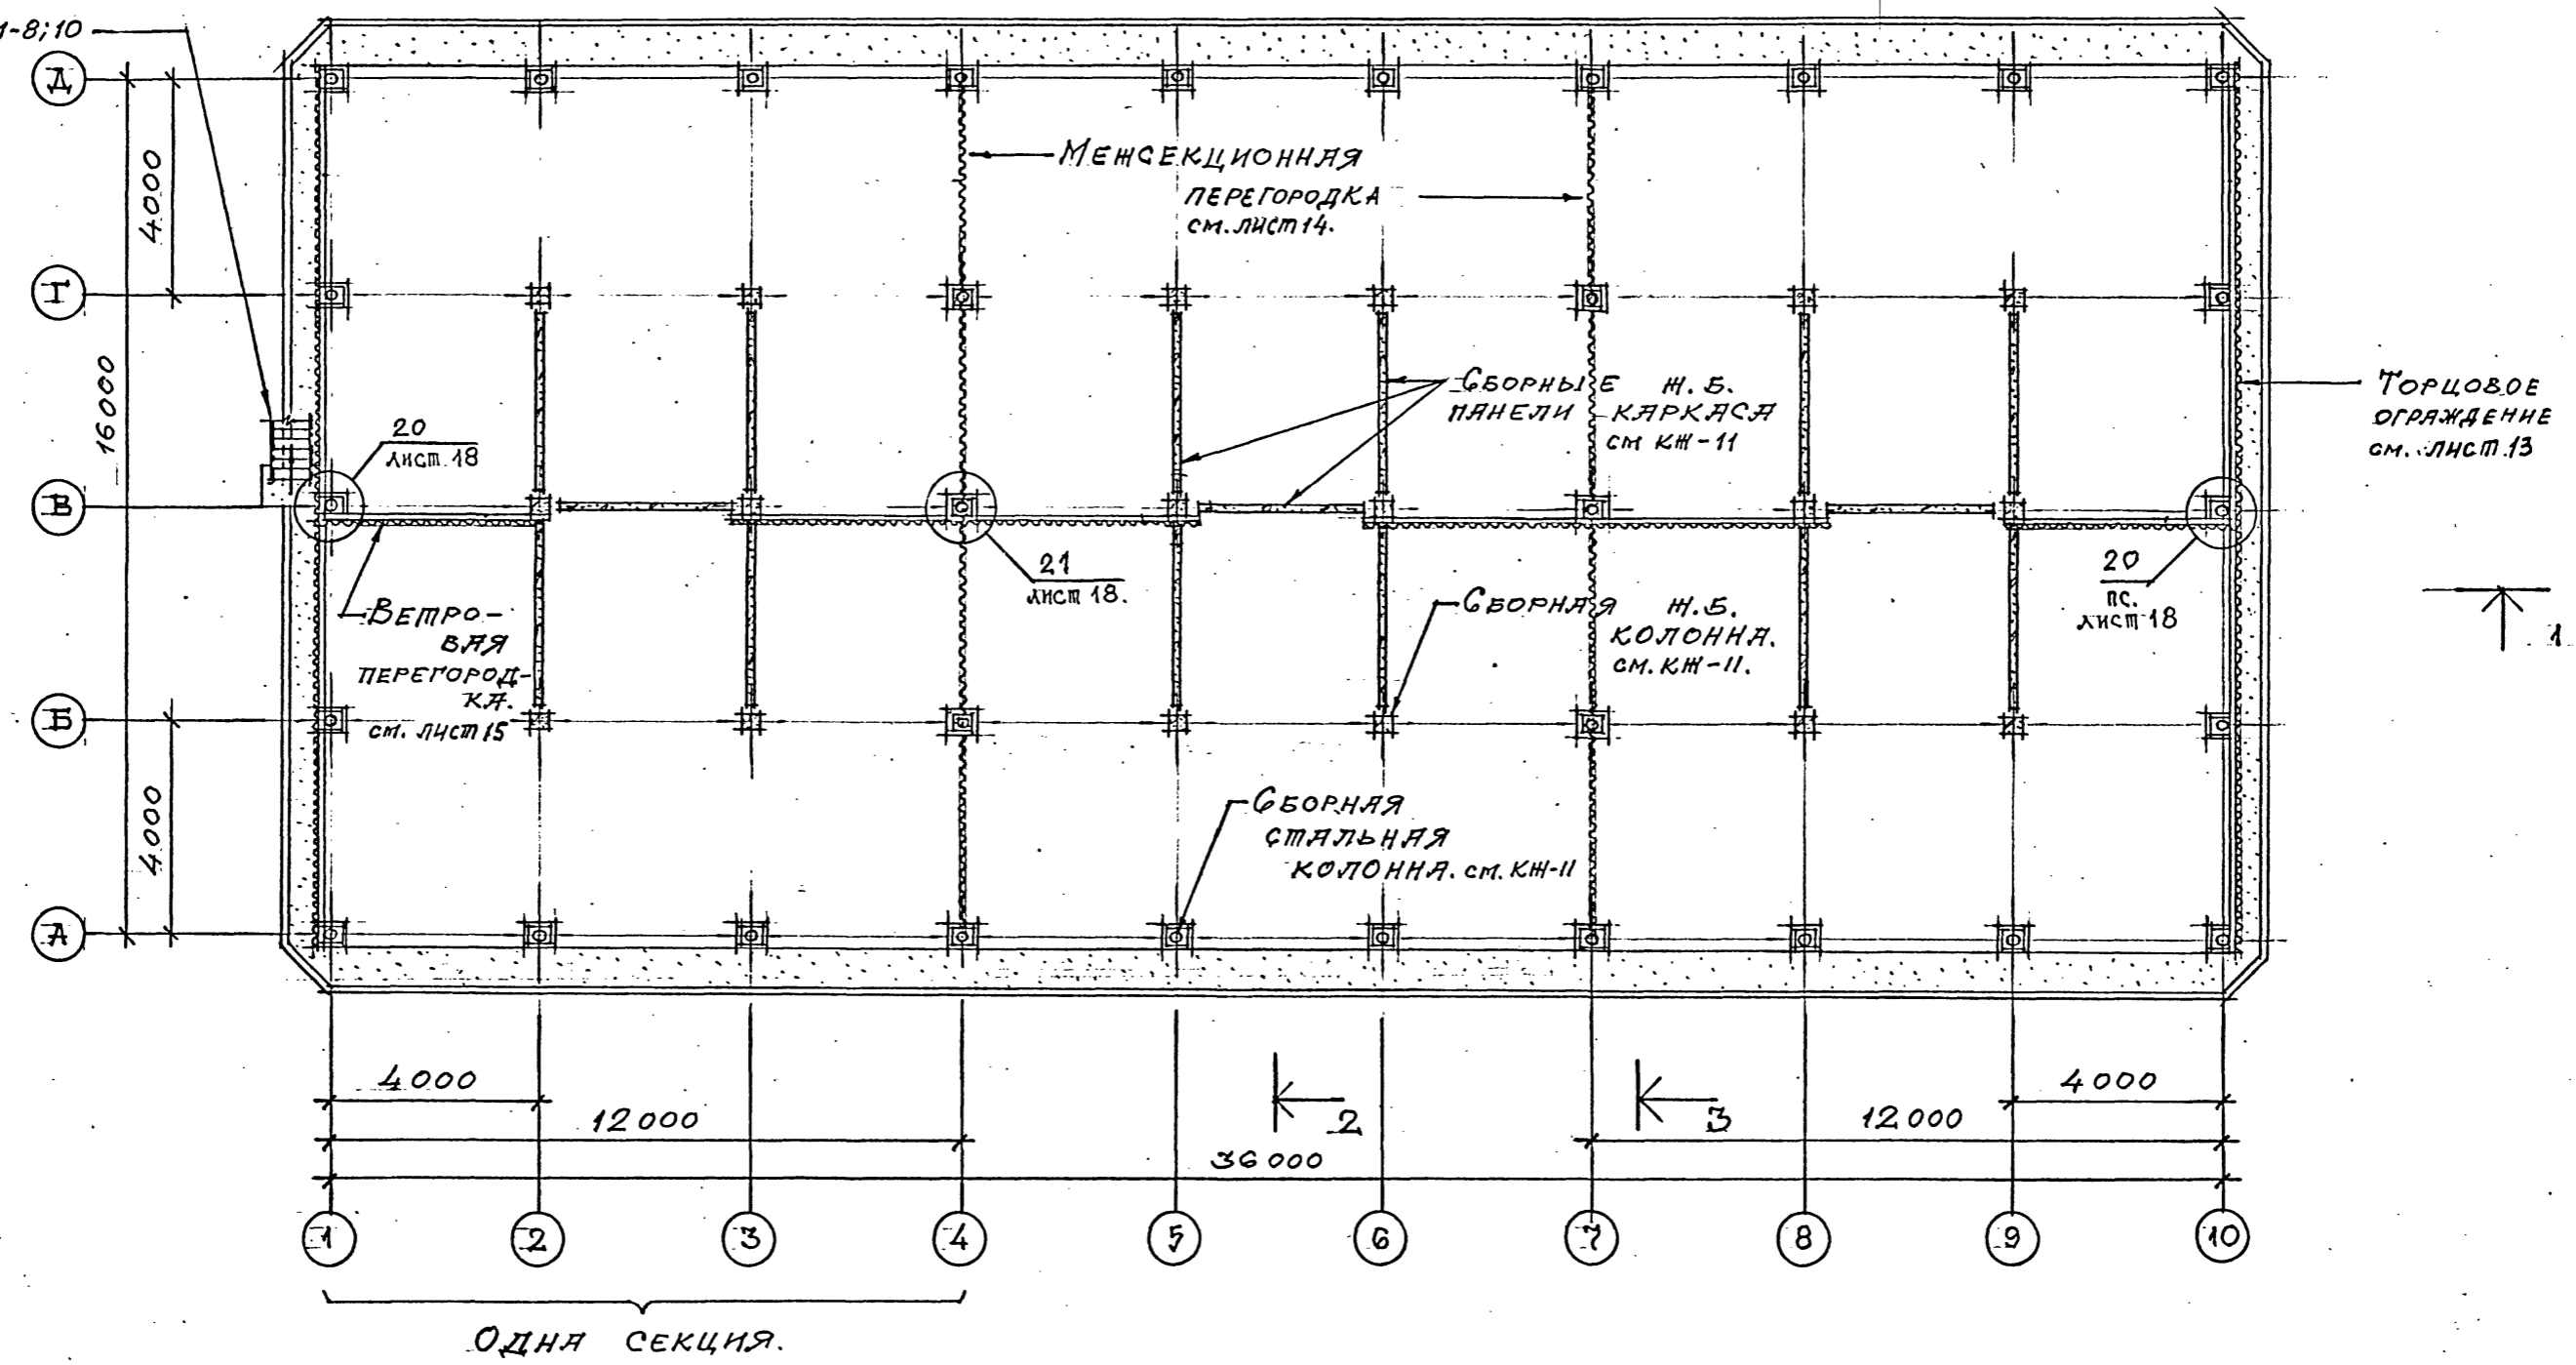 1-8;10
Д
4000
Межсекционная
перегородка
см. лист 14.
Г
16000
Сборные ж.б.
панели каркаса
см КЖ-11
Торцовое
ограждение
см. лист 13
20
лист 18
В
21
лист 18.
20
пс.
лист 18
Ветро-
вая
перегород-
ка.
см. лист 15
Сборная ж.б.
колонна.
см. КЖ-11.
1
Б
4000
Сборная
стальная
колонна. см. КЖ-11
А
4000
12000
2
3
4000
12000
36000
1
2
3
4
5
6
7
8
9
10
Одна секция.